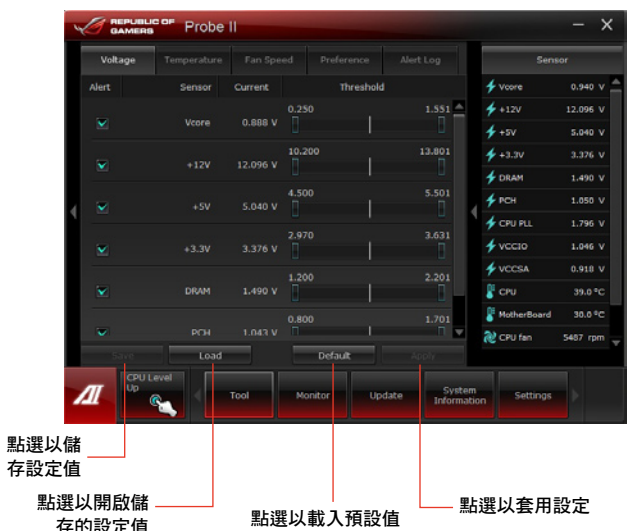 REPUBLIC OF
GAMERS
Probe II
Voltage Temperature Fan Speed Preference Alert Log
Alert Sensor Current Threshold
Vcore 0.888 V 0.250 1.551
+12V 12.096 V 10.200 13.801
+5V 5.040 V 4.500 5.501
+3.3V 3.376 V 2.970 3.631
DRAM 1.490 V 1.200 2.201
PCH 1.043 V 0.800 1.701
Save Load Default Apply
Sensor
Vcore 0.940 V
+12V 12.096 V
+5V 5.040 V
+3.3V 3.376 V
DRAM 1.490 V
PCH 1.050 V
CPU PLL 1.796 V
VCCIO 1.046 V
VCCSA 0.918 V
CPU 39.0 °C
MotherBoard 30.0 °C
CPU fan 5487 rpm
CPU Level
Up
Tool Monitor Update System
Information Settings
點選以儲
存設定值
點選以開啟儲
存的設定值
點選以載入預設值
點選以套用設定